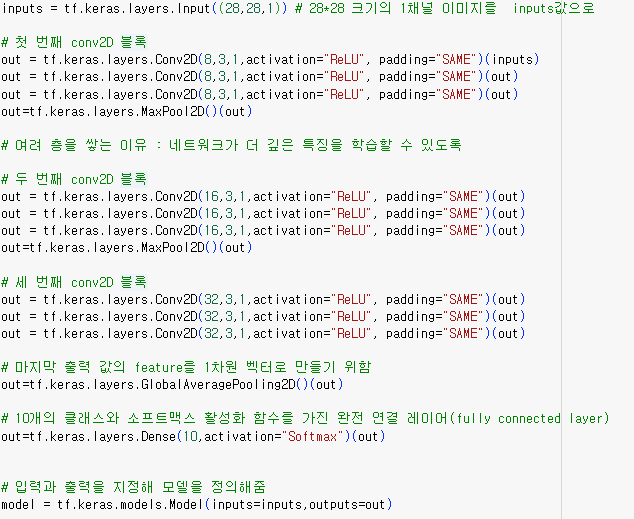 inputs = tf.keras.layers.Input((28,28,1)) # 28*28 크기의 1채널 이미지를  inputs값으로
# 첫 번째 conv2D 블록
out = tf.keras.layers.Conv2D(8,3,1,activation="ReLU", padding="SAME")(inputs)
out = tf.keras.layers.Conv2D(8,3,1,activation="ReLU", padding="SAME")(out)
out = tf.keras.layers.Conv2D(8,3,1,activation="ReLU", padding="SAME")(out)
out=tf.keras.layers.MaxPool2D()(out)
# 여려 층을 쌓는 이유 : 네트워크가 더 깊은 특징을 학습할 수 있도록
# 두 번째 conv2D 블록
out = tf.keras.layers.Conv2D(16,3,1,activation="ReLU", padding="SAME")(out)
out = tf.keras.layers.Conv2D(16,3,1,activation="ReLU", padding="SAME")(out)
out = tf.keras.layers.Conv2D(16,3,1,activation="ReLU", padding="SAME")(out)
out=tf.keras.layers.MaxPool2D()(out)
# 세 번째 conv2D 블록
out = tf.keras.layers.Conv2D(32,3,1,activation="ReLU", padding="SAME")(out)
out = tf.keras.layers.Conv2D(32,3,1,activation="ReLU", padding="SAME")(out)
out = tf.keras.layers.Conv2D(32,3,1,activation="ReLU", padding="SAME")(out)
# 마지막 출력 값의 feature를 1차원 벡터로 만들기 위함
out=tf.keras.layers.GlobalAveragePooling2D()(out)
# 10개의 클래스와 소프트맥스 활성화 함수를 가진 완전 연결 레이어(fully connected layer)
out=tf.keras.layers.Dense(10,activation="Softmax")(out)
# 입력과 출력을 지정해 모델을 정의해줌
model = tf.keras.models.Model(inputs=inputs,outputs=out)